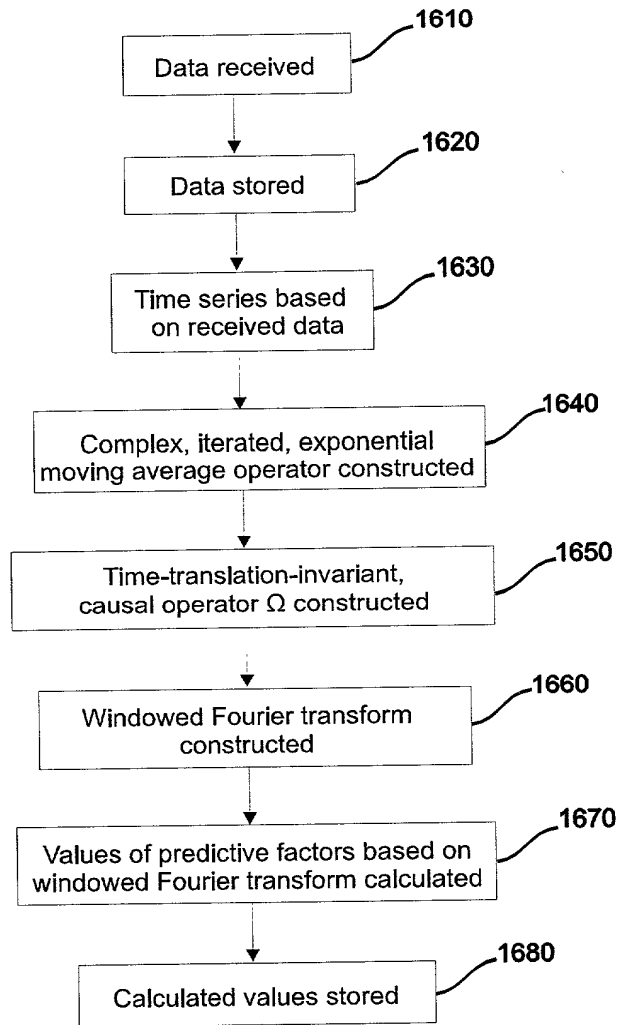 1610
Data received
1620
Data stored
1630
Time series based
on received data
1640
Complex, iterated, exponential
moving average operator constructed
1650
Time-translation-invariant,
causal operator Ω constructed
1660
Windowed Fourier transform
constructed
1670
Values of predictive factors based on
windowed Fourier transform calculated
1680
Calculated values stored